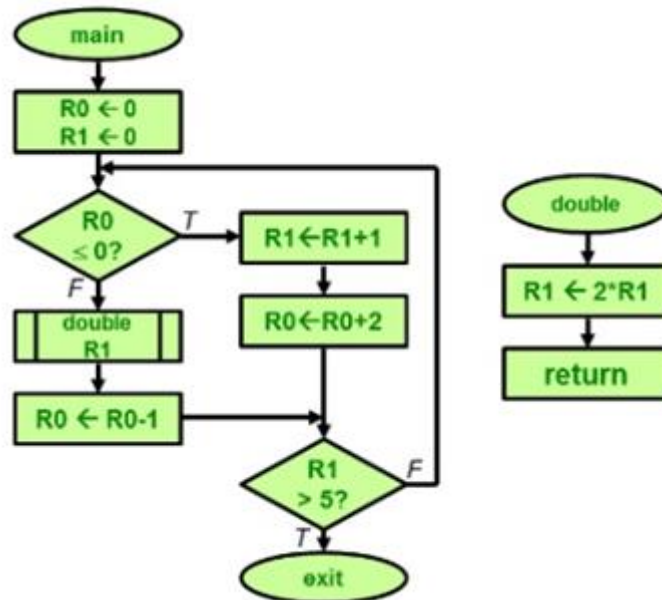 main
R0 ← 0
R1 ← 0
R0
≤ 0?
T
F
R1←R1+1
R0←R0+2
double
R1
R0 ← R0-1
R1
> 5?
F
T
exit
double
R1 ← 2*R1
return